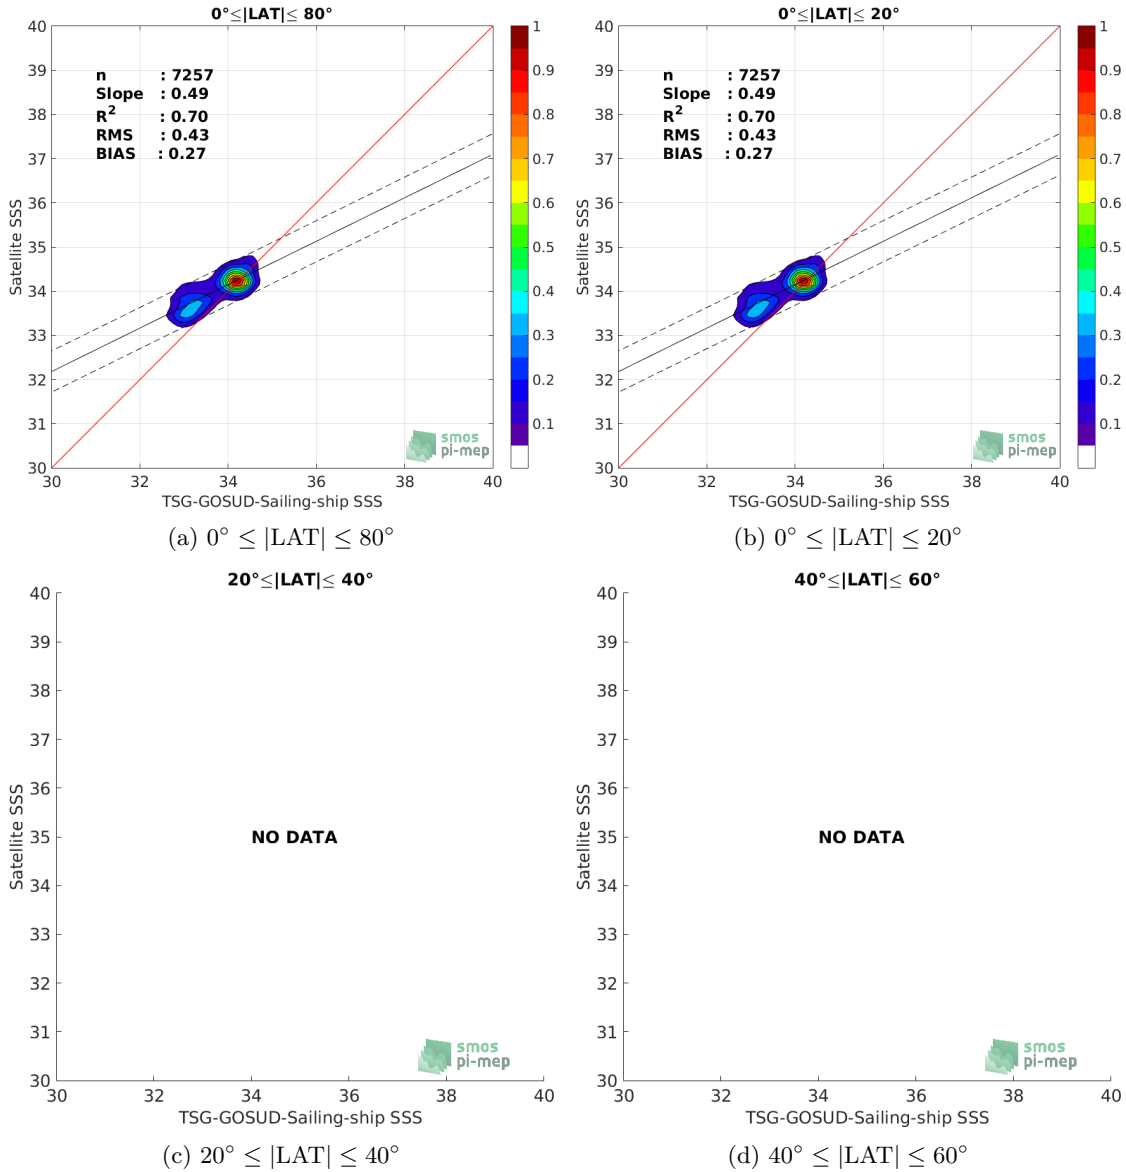 0°≤|LAT|≤ 80°
40
39
38
37
36
35
34
33
32
31
30
Satellite SSS
n : 7257
Slope : 0.49
R² : 0.70
RMS : 0.43
BIAS : 0.27
1
0.9
0.8
0.7
0.6
0.5
0.4
0.3
0.2
0.1
smos
pi-mep
30 32 34 36 38 40
TSG-GOSUD-Sailing-ship SSS
(a) 0° ≤ |LAT| ≤ 80°
0°≤|LAT|≤ 20°
40
39
38
37
36
35
34
33
32
31
30
Satellite SSS
n : 7257
Slope : 0.49
R² : 0.70
RMS : 0.43
BIAS : 0.27
1
0.9
0.8
0.7
0.6
0.5
0.4
0.3
0.2
0.1
smos
pi-mep
30 32 34 36 38 40
TSG-GOSUD-Sailing-ship SSS
(b) 0° ≤ |LAT| ≤ 20°
20°≤|LAT|≤ 40°
40
39
38
37
36
35
34
33
32
31
30
Satellite SSS
NO DATA
smos
pi-mep
30 32 34 36 38 40
TSG-GOSUD-Sailing-ship SSS
(c) 20° ≤ |LAT| ≤ 40°
40°≤|LAT|≤ 60°
40
39
38
37
36
35
34
33
32
31
30
Satellite SSS
NO DATA
smos
pi-mep
30 32 34 36 38 40
TSG-GOSUD-Sailing-ship SSS
(d) 40° ≤ |LAT| ≤ 60°